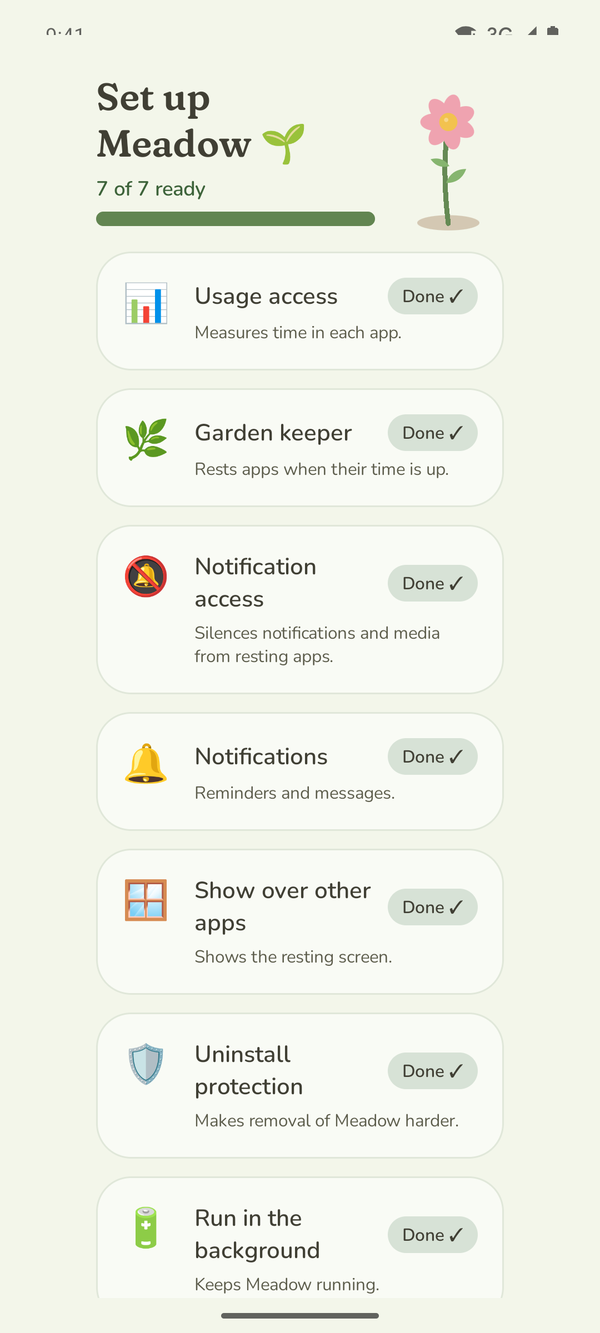 9:41
3G
Set up
Meadow 🌱
7 of 7 ready
Usage access
Done ✓
Measures time in each app.
Garden keeper
Done ✓
Rests apps when their time is up.
Notification
access
Done ✓
Silences notifications and media
from resting apps.
Notifications
Done ✓
Reminders and messages.
Show over other
apps
Done ✓
Shows the resting screen.
Uninstall
protection
Done ✓
Makes removal of Meadow harder.
Run in the
background
Done ✓
Keeps Meadow running.